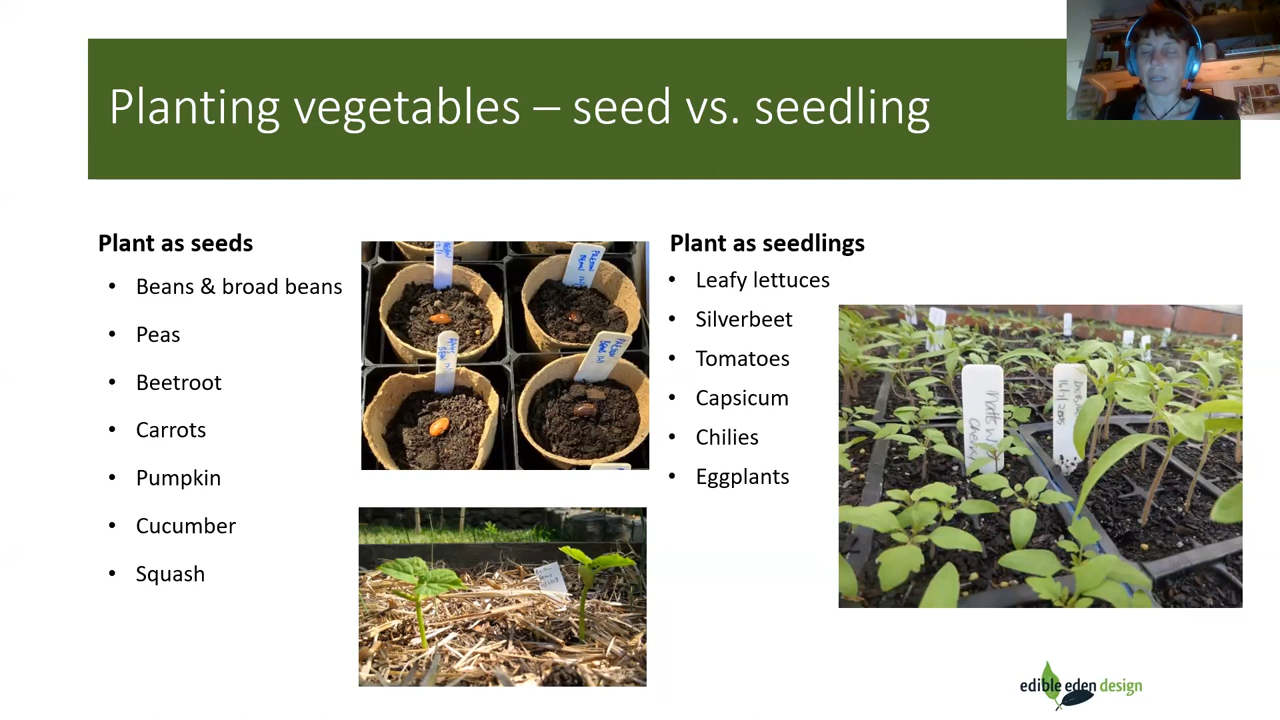 Planting vegetables – seed vs. seedling
Plant as seeds
• Beans & broad beans
• Peas
• Beetroot
• Carrots
• Pumpkin
• Cucumber
• Squash
Plant as seedlings
• Leafy lettuces
• Silverbeet
• Tomatoes
• Capsicum
• Chilies
• Eggplants
Cherry
edible eden design